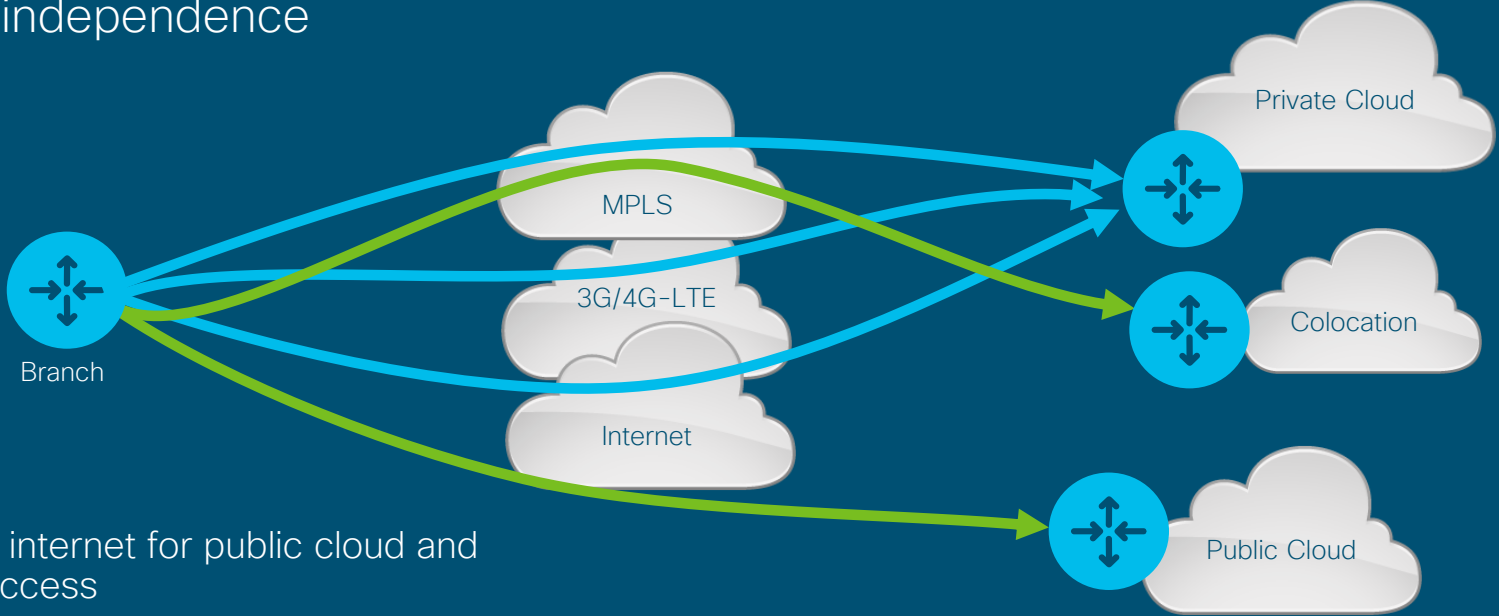 independence
Private Cloud
MPLS
3G/4G-LTE
Colocation
Branch
Internet
Public Cloud
internet for public cloud and
ccess